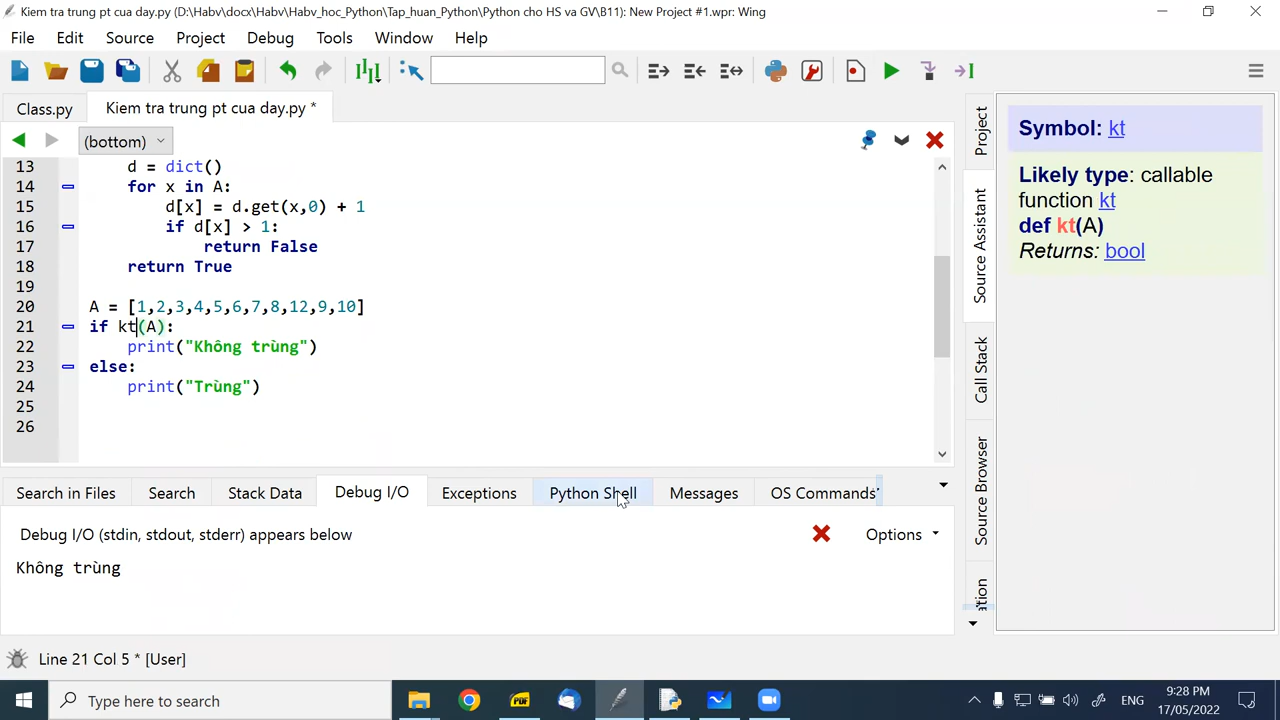 Kiem tra trung pt cua day.py (D:\Habv\docx\Habv\Habv_hoc_Python\Tap_huan_Python\Python cho HS va GV\B11): New Project #1.wpr: Wing
File Edit Source Project Debug Tools Window Help
Class.py Kiem tra trung pt cua day.py *
(bottom)
13 d = dict()
14 for x in A:
15 d[x] = d.get(x,0) + 1
16 if d[x] > 1:
17 return False
18 return True
19
20 A = [1,2,3,4,5,6,7,8,12,9,10]
21 if kt(A):
22 print("Không trùng")
23 else:
24 print("Trùng")
25
26
Project
Source Assistant
Call Stack
Source Browser
Symbol: kt
Likely type: callable
function kt
def kt(A)
Returns: bool
Search in Files Search Stack Data Debug I/O Exceptions Python Shell Messages OS Commands
Debug I/O (stdin, stdout, stderr) appears below Options
Không trùng
Line 21 Col 5 * [User]
Type here to search
PDF
ENG
9:28 PM
17/05/2022